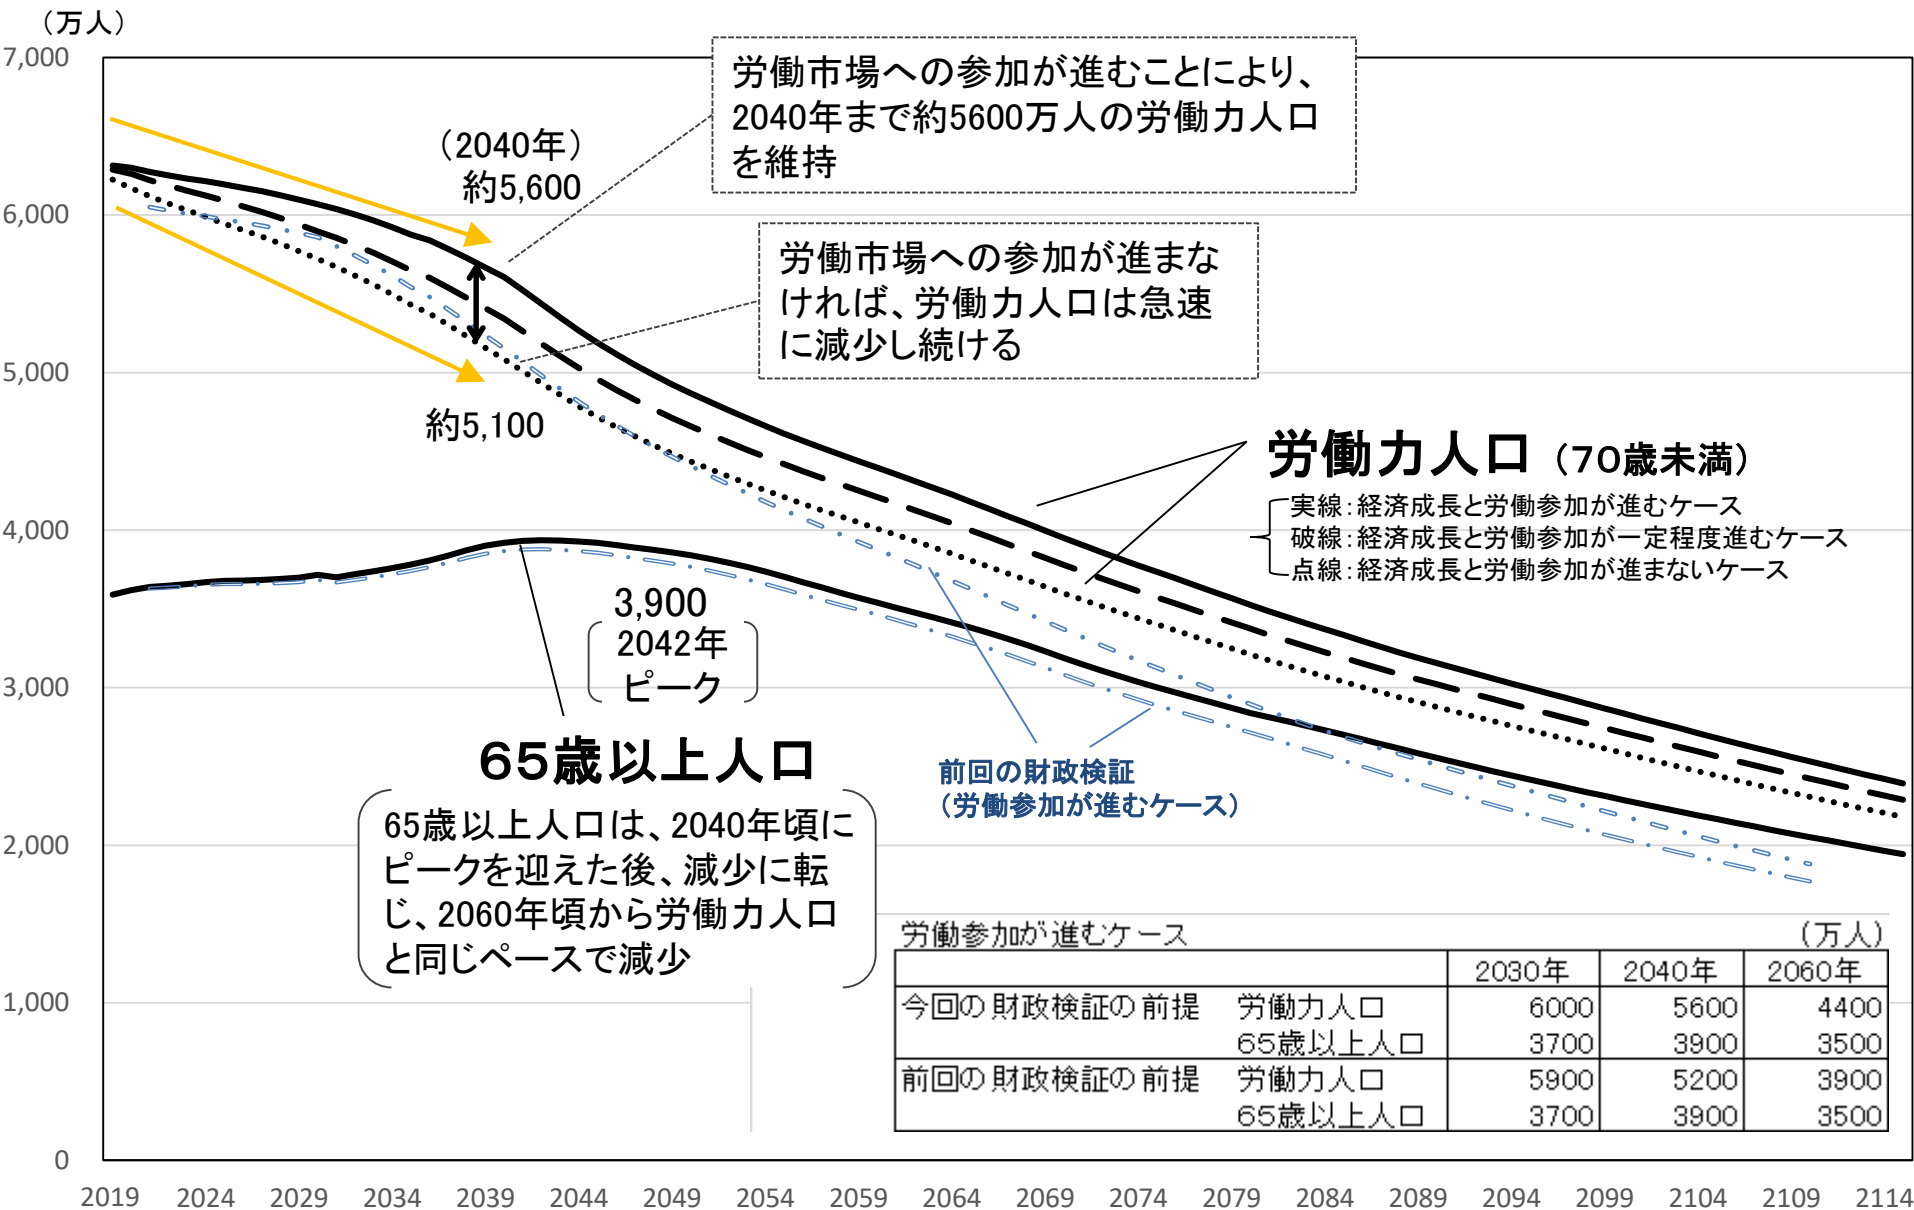 （万人）
7,000
6,000
5,000
4,000
3,000
2,000
1,000
0
労働市場への参加が進むことにより、
2040年まで約5600万人の労働力人口
を維持
（2040年）
約5,600
労働市場への参加が進まな
ければ、労働力人口は急速
に減少し続ける
約5,100
労働力人口（70歳未満）
実線：経済成長と労働参加が進むケース
破線：経済成長と労働参加が一定程度進むケース
点線：経済成長と労働参加が進まないケース
3,900
2042年
ピーク
65歳以上人口
65歳以上人口は、2040年頃に
ピークを迎えた後、減少に転
じ、2060年頃から労働力人口
と同じペースで減少
前回の財政検証
（労働参加が進むケース）
労働参加が進むケース （万人）
2030年 2040年 2060年
今回の財政検証の前提 労働力人口 6000 5600 4400
65歳以上人口 3700 3900 3500
前回の財政検証の前提 労働力人口 5900 5200 3900
65歳以上人口 3700 3900 3500
2019 2024 2029 2034 2039 2044 2049 2054 2059 2064 2069 2074 2079 2084 2089 2094 2099 2104 2109 2114